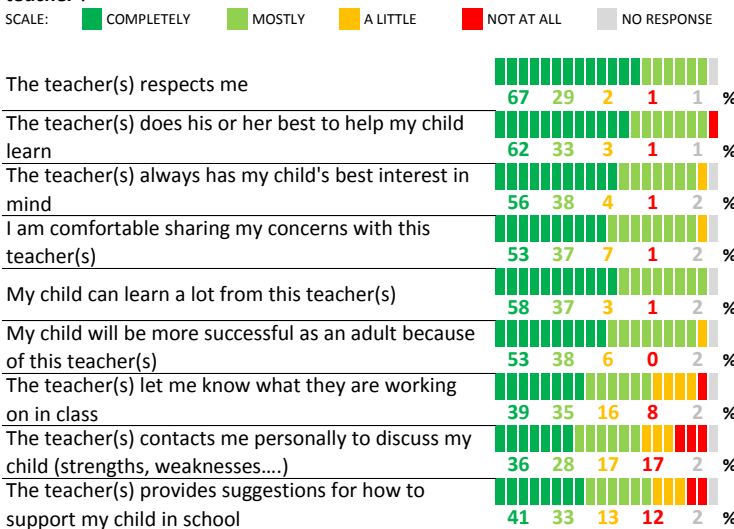 teacher?
SCALE: COMPLETELY MOSTLY A LITTLE NOT AT ALL NO RESPONSE
The teacher(s) respects me
67 29 2 1 1 %
The teacher(s) does his or her best to help my child
learn
62 33 3 1 1 %
The teacher(s) always has my child's best interest in
mind
56 38 4 1 2 %
I am comfortable sharing my concerns with this
teacher(s)
53 37 7 1 2 %
My child can learn a lot from this teacher(s)
58 37 3 1 2 %
My child will be more successful as an adult because
of this teacher(s)
53 38 6 0 2 %
The teacher(s) let me know what they are working
on in class
39 35 16 8 2 %
The teacher(s) contacts me personally to discuss my
child (strengths, weaknesses....)
36 28 17 17 2 %
The teacher(s) provides suggestions for how to
support my child in school
41 33 13 12 2 %